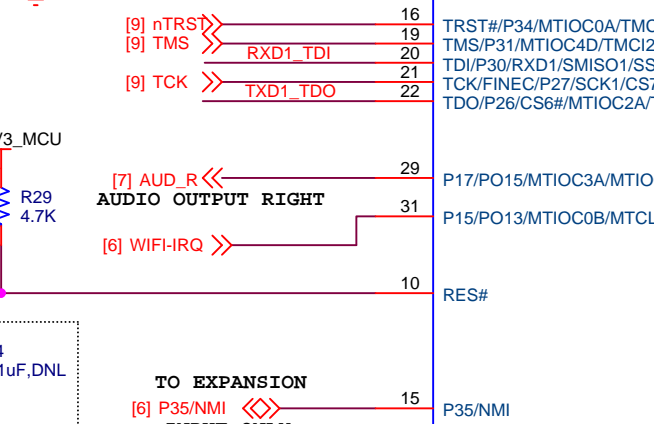 [9] nTRST 16 TRST#/P34/MTIOC0A/TMC
[9] TMS 19 TMS/P31/MTIOC4D/TMCI2
RXD1_TDI 20 TDI/P30/RXD1/SMISO1/SS
[9] TCK 21 TCK/FINEC/P27/SCK1/CS7
TXD1_TDO 22 TDO/P26/CS6#/MTIOC2A/T
V3_MCU
R29
4.7K
[7] AUD_R 29 P17/PO15/MTIOC3A/MTIO
AUDIO OUTPUT RIGHT
31 P15/PO13/MTIOC0B/MTCL
[6] WIFI-IRQ
10 RES#
1uF,DNL
TO EXPANSION
[6] P35/NMI 15 P35/NMI